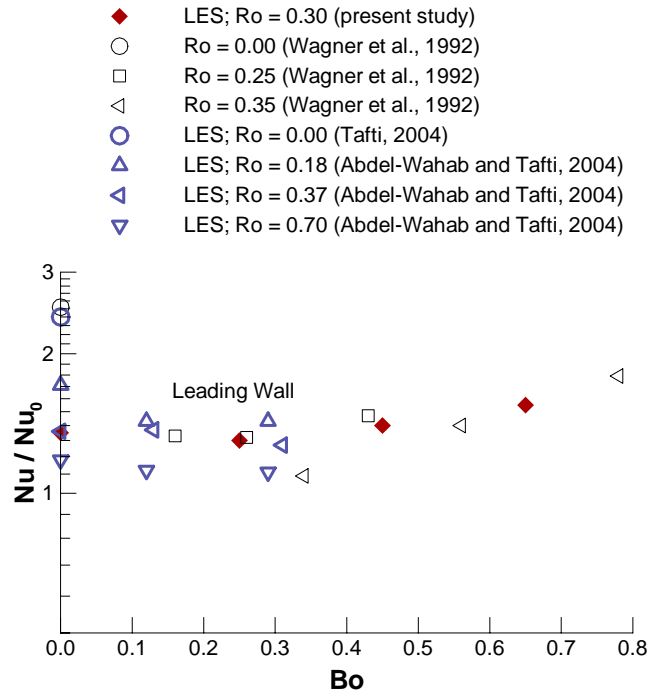 LES; Ro = 0.30 (present study)
Ro = 0.00 (Wagner et al., 1992)
Ro = 0.25 (Wagner et al., 1992)
Ro = 0.35 (Wagner et al., 1992)
LES; Ro = 0.00 (Tafti, 2004)
LES; Ro = 0.18 (Abdel-Wahab and Tafti, 2004)
LES; Ro = 0.37 (Abdel-Wahab and Tafti, 2004)
LES; Ro = 0.70 (Abdel-Wahab and Tafti, 2004)
3
2
1
Nu / Nu₀
Leading Wall
0.0 0.1 0.2 0.3 0.4 0.5 0.6 0.7 0.8
Bo